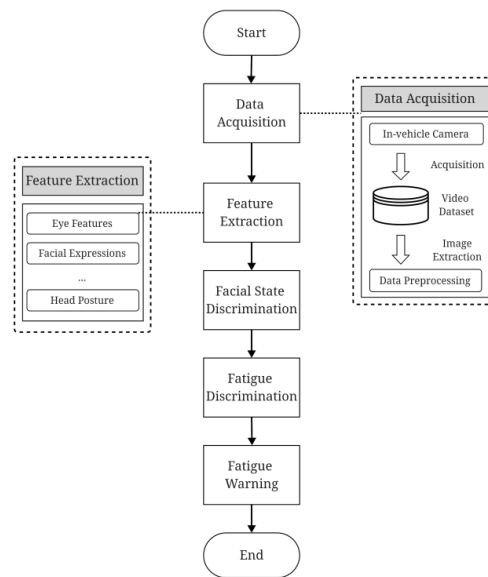 Start
Data
Acquisition
Data Acquisition
In-vehicle Camera
Acquisition
Video
Dataset
Image
Extraction
Data Preprocessing
Feature Extraction
Eye Features
Facial Expressions
...
Head Posture
Feature
Extraction
Facial State
Discrimination
Fatigue
Discrimination
Fatigue
Warning
End